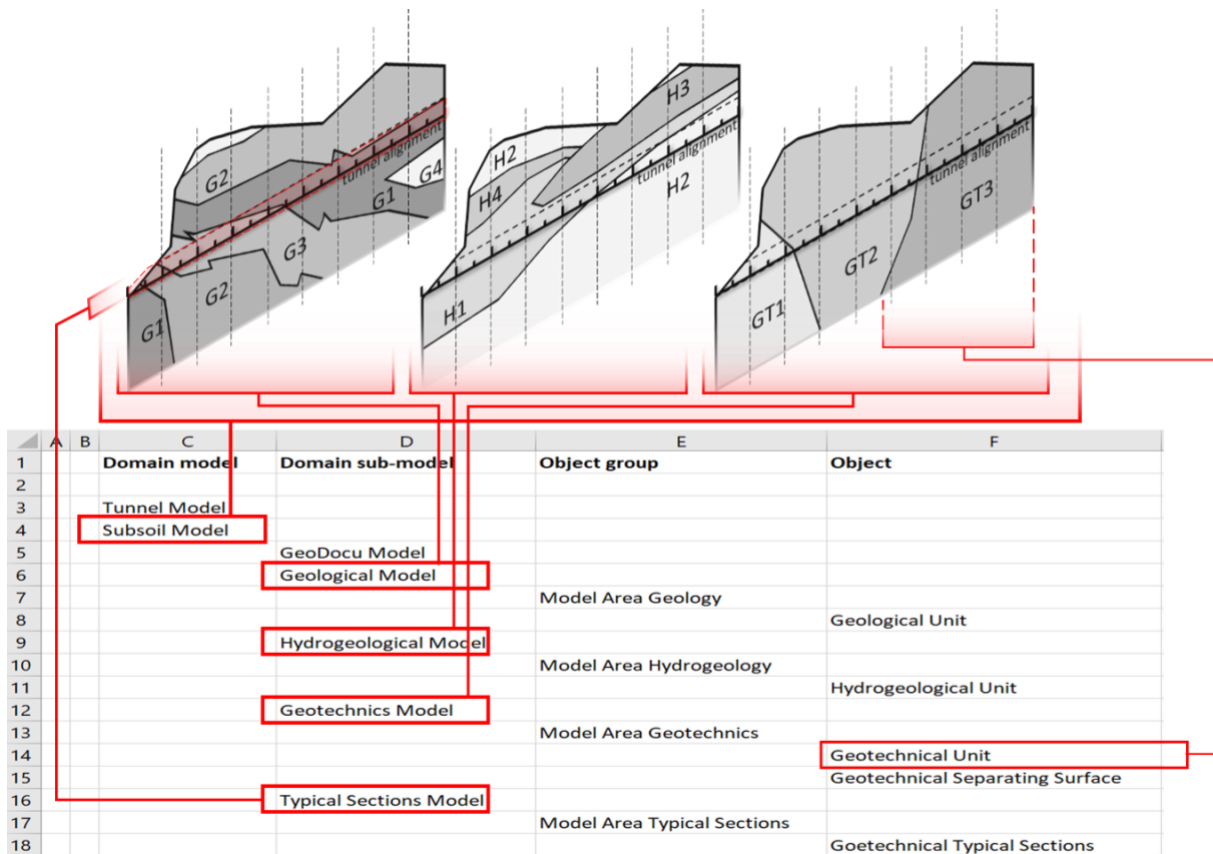 G2
tunnel alignment
G4
G1
G3
G2
G1
H3
H2
tunnel alignment
H2
H4
H1
tunnel alignment
GT3
GT2
GT1
A B C D E F
1 Domain model Domain sub-model Object group Object
2
3 Tunnel Model
4 Subsoil Model
5 GeoDocu Model
6 Geological Model
7 Model Area Geology
8 Geological Unit
9 Hydrogeological Model
10 Model Area Hydrogeology
11 Hydrogeological Unit
12 Geotechnics Model
13 Model Area Geotechnics
14 Geotechnical Unit
15 Geotechnical Separating Surface
16 Typical Sections Model
17 Model Area Typical Sections
18 Goetechnical Typical Sections